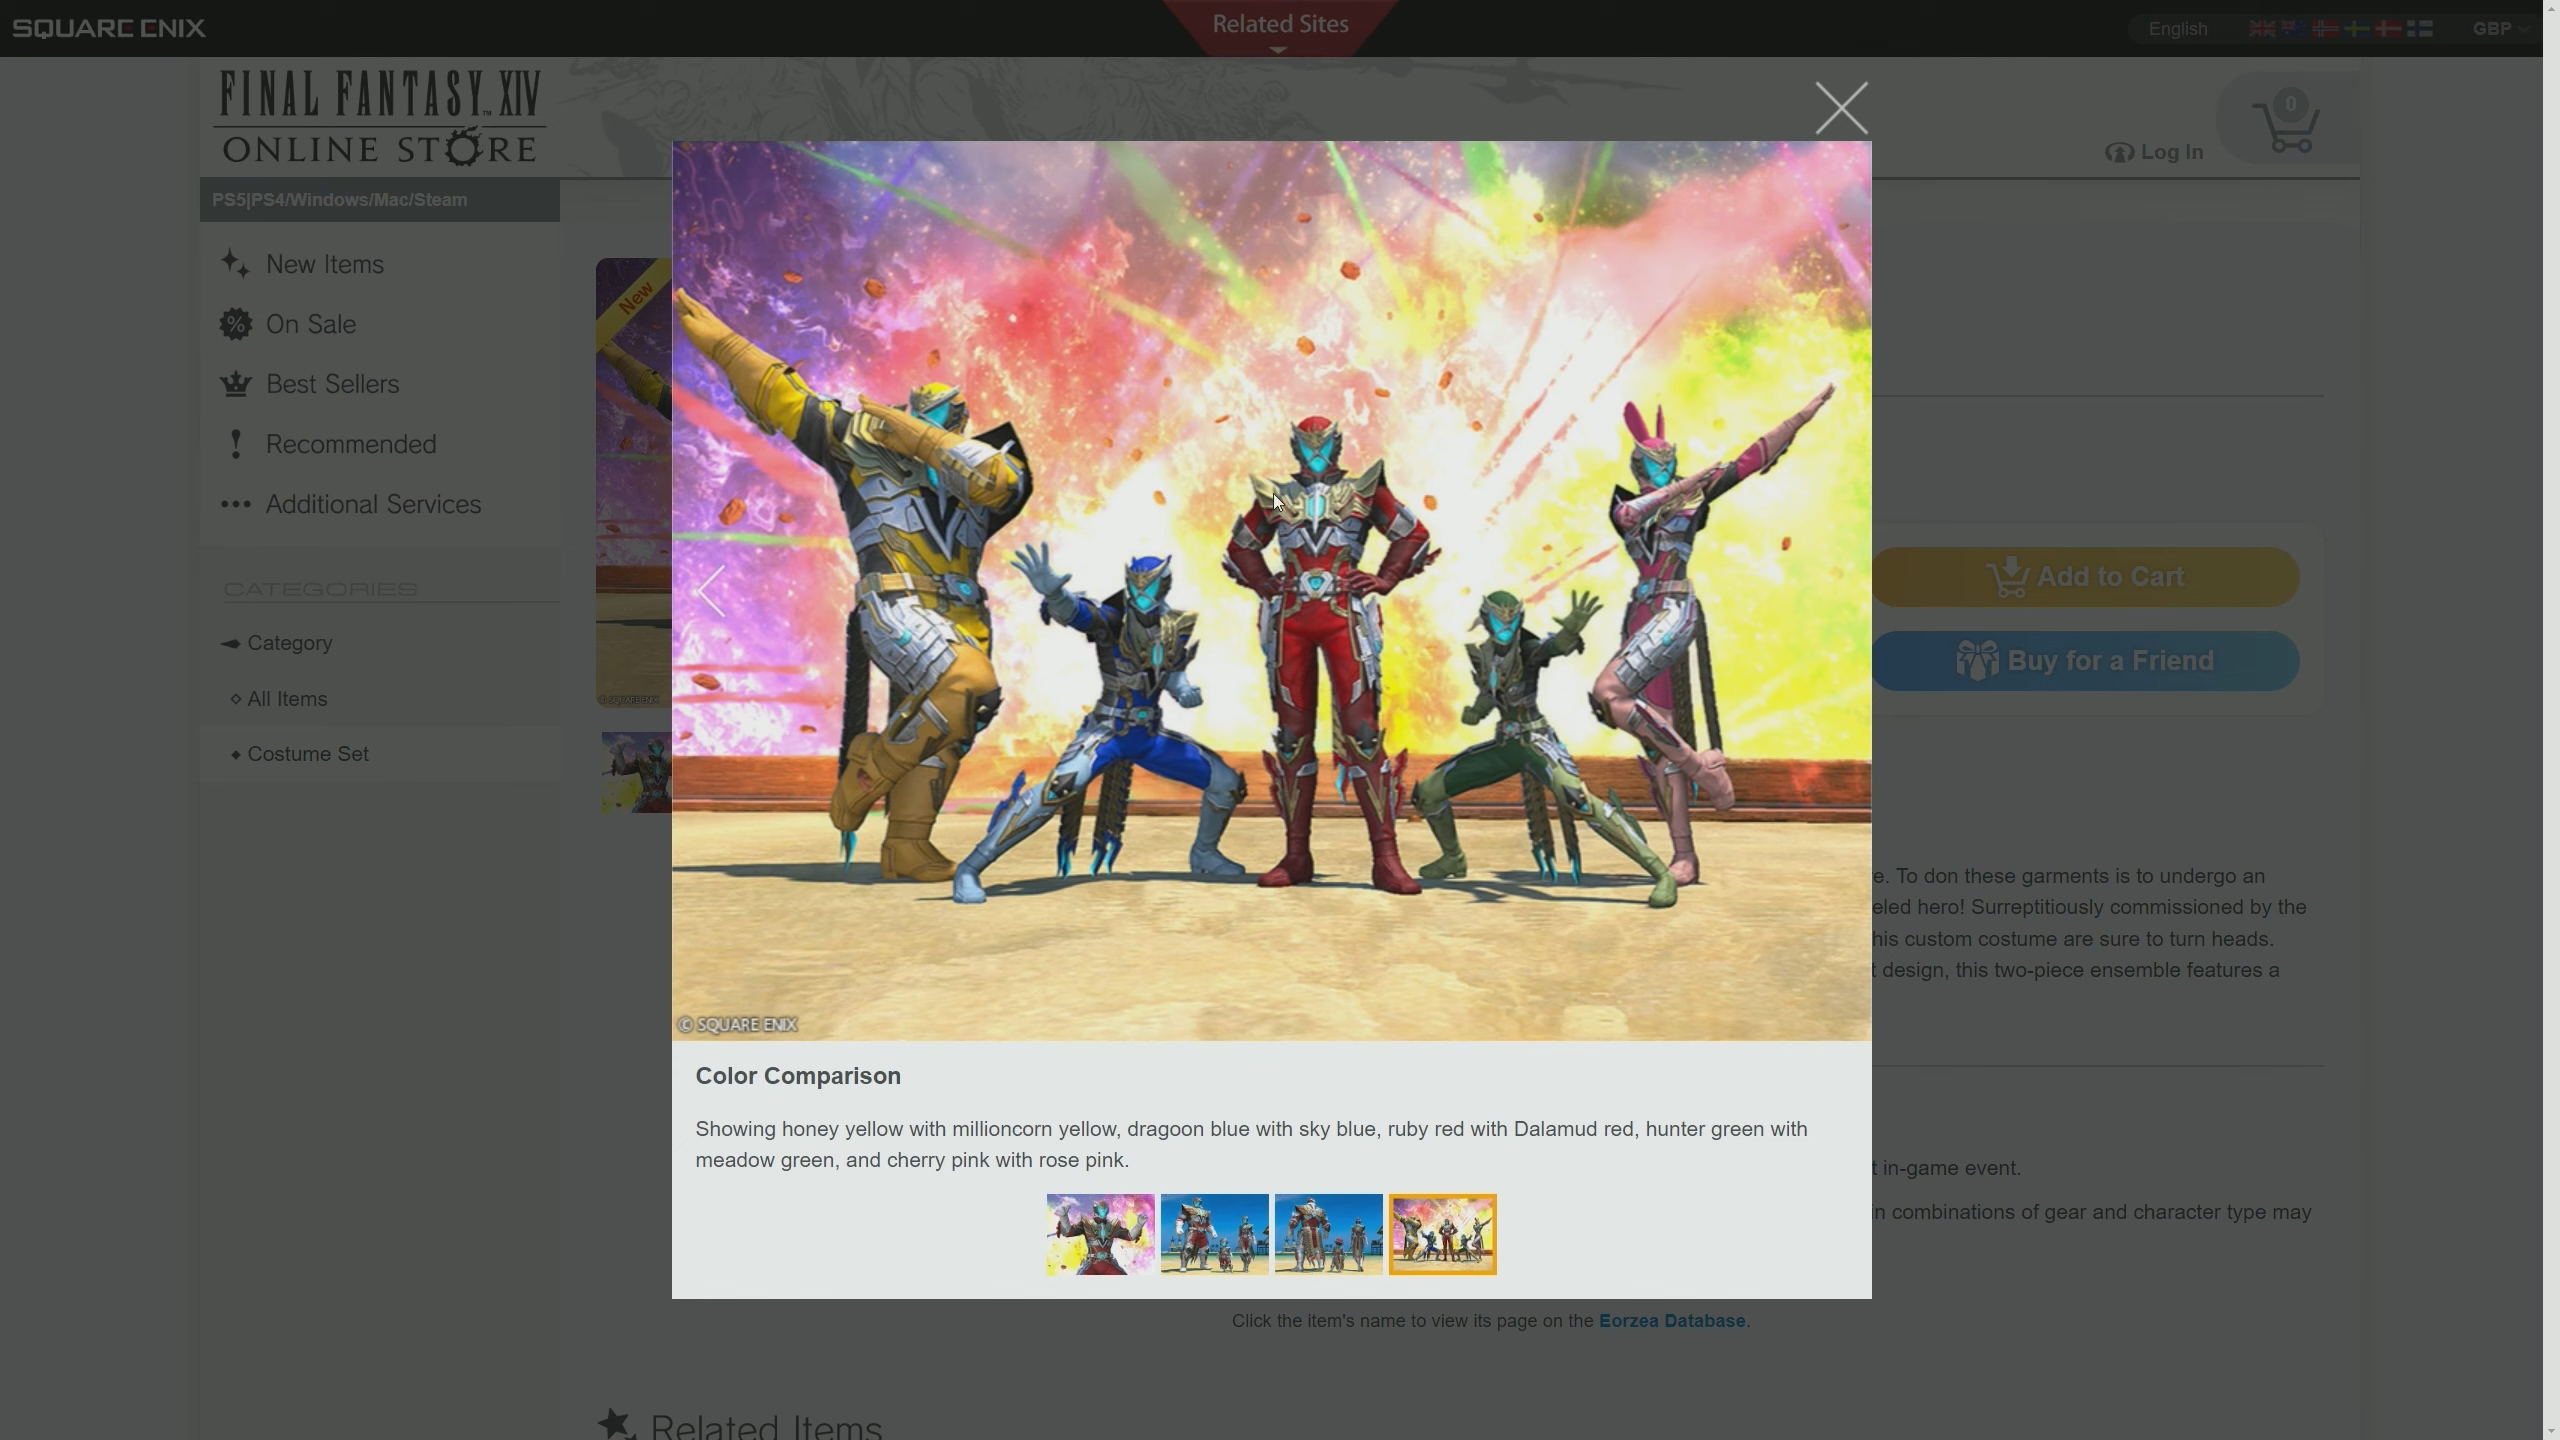 SQUARE ENIX
Related Sites
English
GBP
FINAL FANTASY XIV
ONLINE STORE
0
Log In
PS5|PS4/Windows/Mac/Steam
New Items
On Sale
Best Sellers
Recommended
Additional Services
CATEGORIES
Category
All Items
Costume Set
New
© SQUARE ENIX
Add to Cart
Buy for a Friend
e. To don these garments is to undergo an
eled hero! Surreptitiously commissioned by the
his custom costume are sure to turn heads.
t design, this two-piece ensemble features a
© SQUARE ENIX
Color Comparison
Showing honey yellow with millioncorn yellow, dragoon blue with sky blue, ruby red with Dalamud red, hunter green with
meadow green, and cherry pink with rose pink.
t in-game event.
in combinations of gear and character type may
Click the item's name to view its page on the Eorzea Database.
Related Items